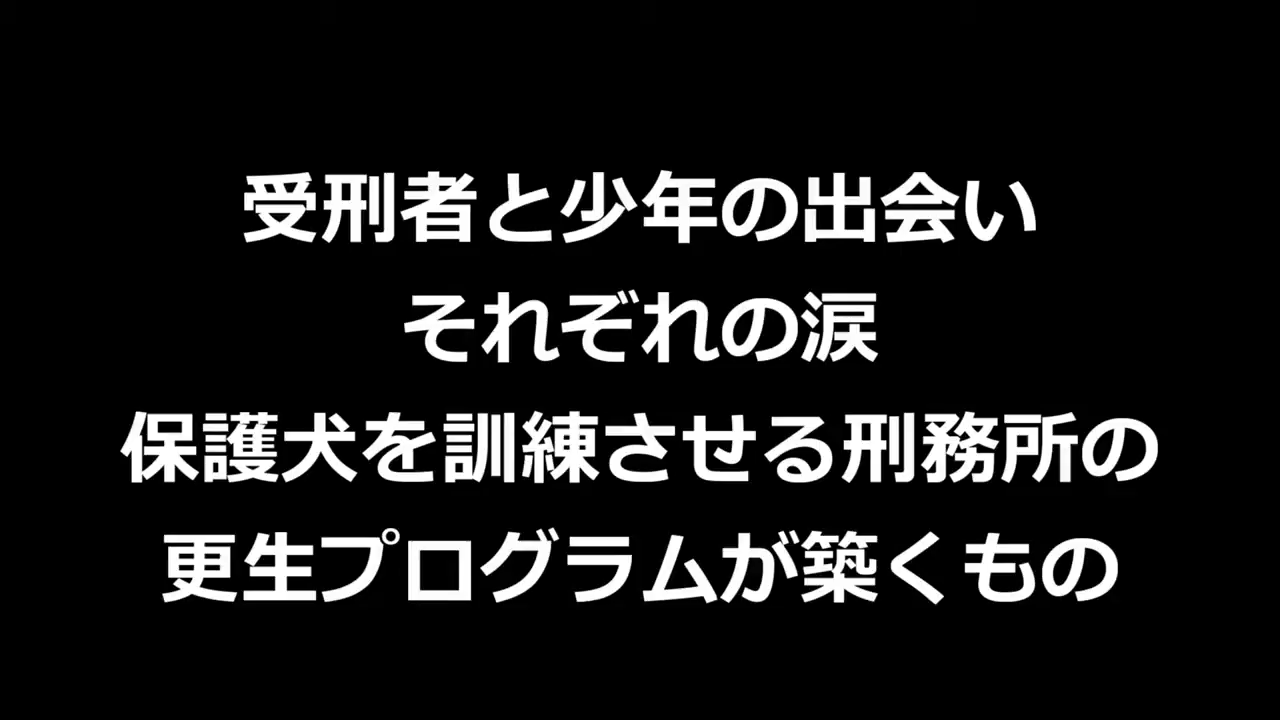 受刑者と少年の出会い
それぞれの涙
保護犬を訓練させる刑務所の
更生プログラムが築くもの